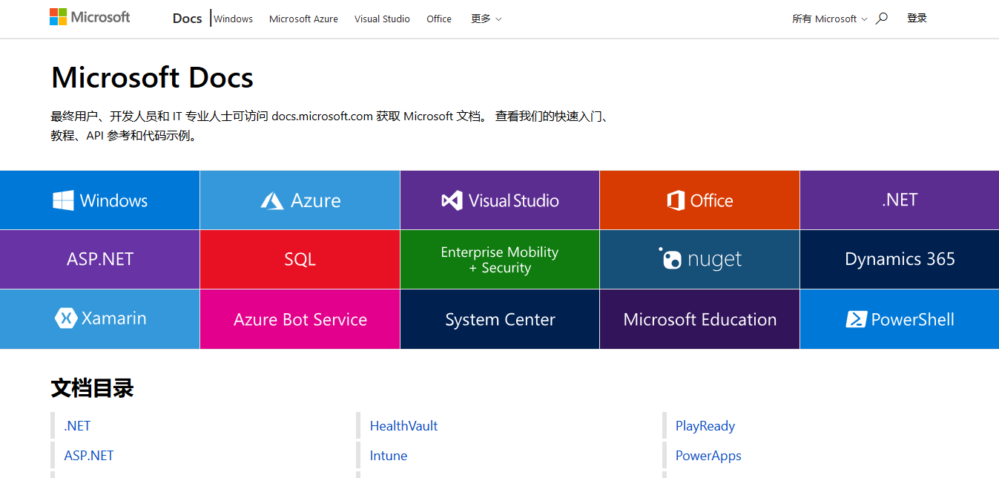 Microsoft Docs Windows Microsoft Azure Visual Studio Office 更多 所有 Microsoft 登录
Microsoft Docs
最终用户、开发人员和 IT 专业人士可访问 docs.microsoft.com 获取 Microsoft 文档。 查看我们的快速入门、
教程、API 参考和代码示例。
Windows Azure Visual Studio Office .NET
ASP.NET SQL Enterprise Mobility
+ Security nuget Dynamics 365
Xamarin Azure Bot Service System Center Microsoft Education PowerShell
文档目录
.NET HealthVault PlayReady
ASP.NET Intune PowerApps